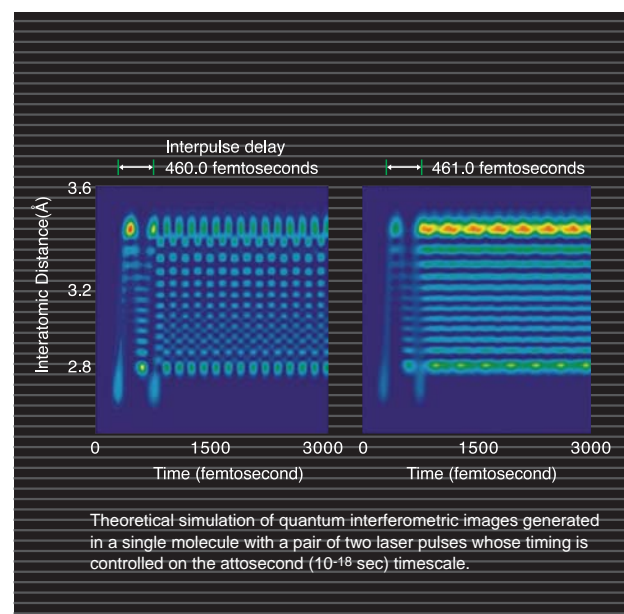 Interpulse delay
460.0 femtoseconds
461.0 femtoseconds
3.6
3.2
2.8
Interatomic Distance(Å)
0 1500 3000
0 1500 3000
Time (femtosecond)
Time (femtosecond)
Theoretical simulation of quantum interferometric images generated
in a single molecule with a pair of two laser pulses whose timing is
controlled on the attosecond (10-18 sec) timescale.